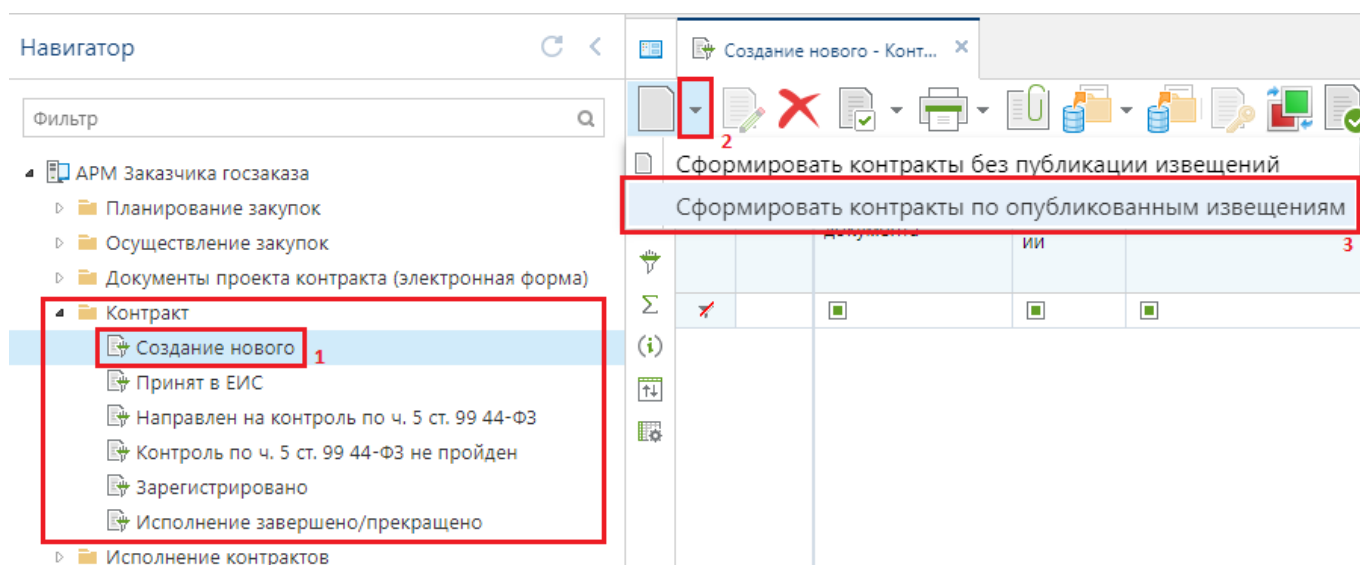 Навигатор
Фильтр
АРМ Заказчика госзаказа
Планирование закупок
Осуществление закупок
Документы проекта контракта (электронная форма)
Контракт
Создание нового
1
Принят в ЕИС
Направлен на контроль по ч. 5 ст. 99 44-ФЗ
Контроль по ч. 5 ст. 99 44-ФЗ не пройден
Зарегистрировано
Исполнение завершено/прекращено
Исполнение контрактов
Создание нового - Конт...
2
Сформировать контракты без публикации извещений
Сформировать контракты по опубликованным извещениям
3
документа
ии